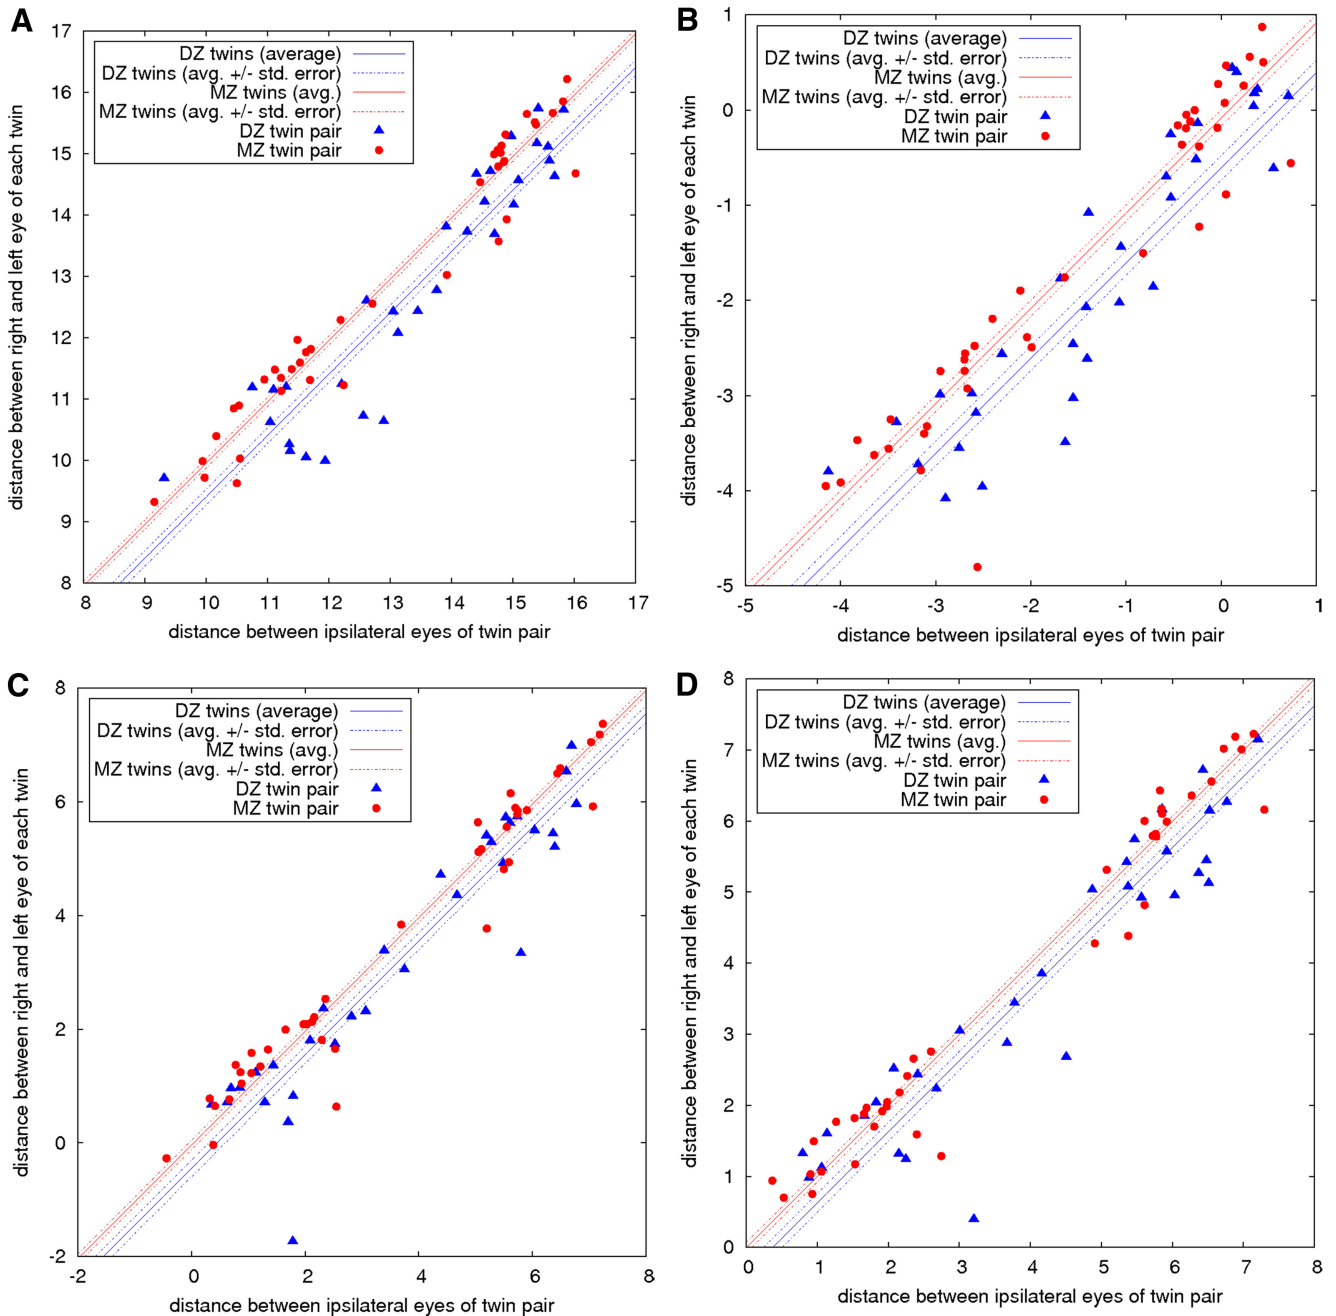 A
distance between right and left eye of each twin
17
16
15
14
13
12
11
10
9
8
DZ twins (average)
DZ twins (avg. +/- std. error)
MZ twins (avg.)
MZ twins (avg. +/- std. error)
DZ twin pair
MZ twin pair
8 9 10 11 12 13 14 15 16 17
distance between ipsilateral eyes of twin pair
B
distance between right and left eye of each twin
1
0
-1
-2
-3
-4
-5
DZ twins (average)
DZ twins (avg. +/- std. error)
MZ twins (avg.)
MZ twins (avg. +/- std. error)
DZ twin pair
MZ twin pair
-5 -4 -3 -2 -1 0 1
distance between ipsilateral eyes of twin pair
C
distance between right and left eye of each twin
8
6
4
2
0
-2
DZ twins (average)
DZ twins (avg. +/- std. error)
MZ twins (avg.)
MZ twins (avg. +/- std. error)
DZ twin pair
MZ twin pair
-2 0 2 4 6 8
distance between ipsilateral eyes of twin pair
D
distance between right and left eye of each twin
8
7
6
5
4
3
2
1
0
DZ twins (average)
DZ twins (avg. +/- std. error)
MZ twins (avg.)
MZ twins (avg. +/- std. error)
DZ twin pair
MZ twin pair
0 1 2 3 4 5 6 7 8
distance between ipsilateral eyes of twin pair